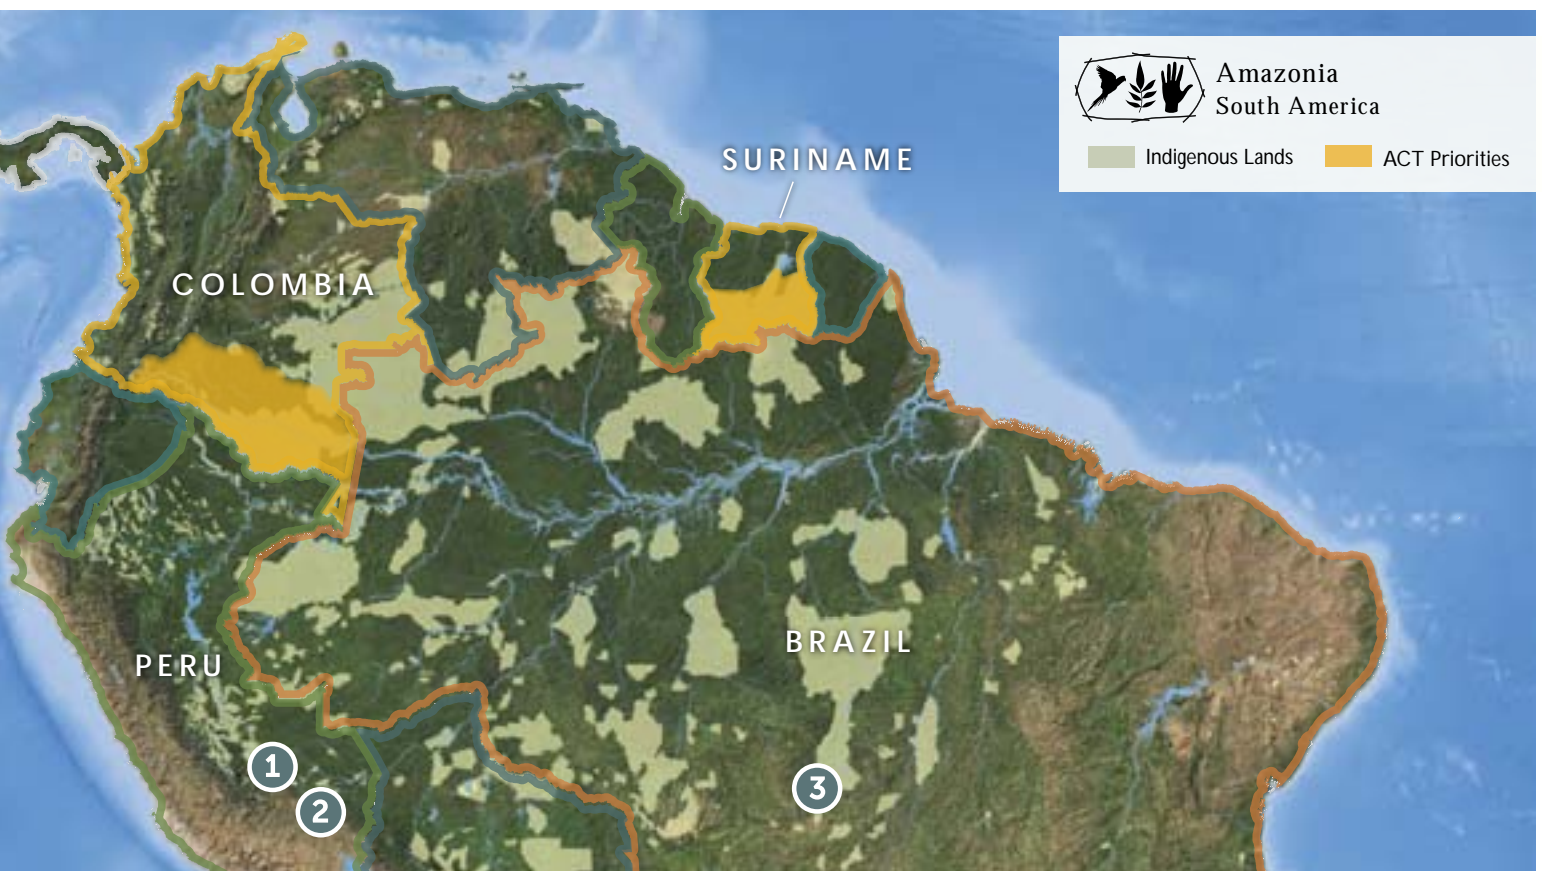 Amazonia
South America
Indigenous Lands
ACT Priorities
SURINAME
COLOMBIA
BRAZIL
PERU
1
2
3